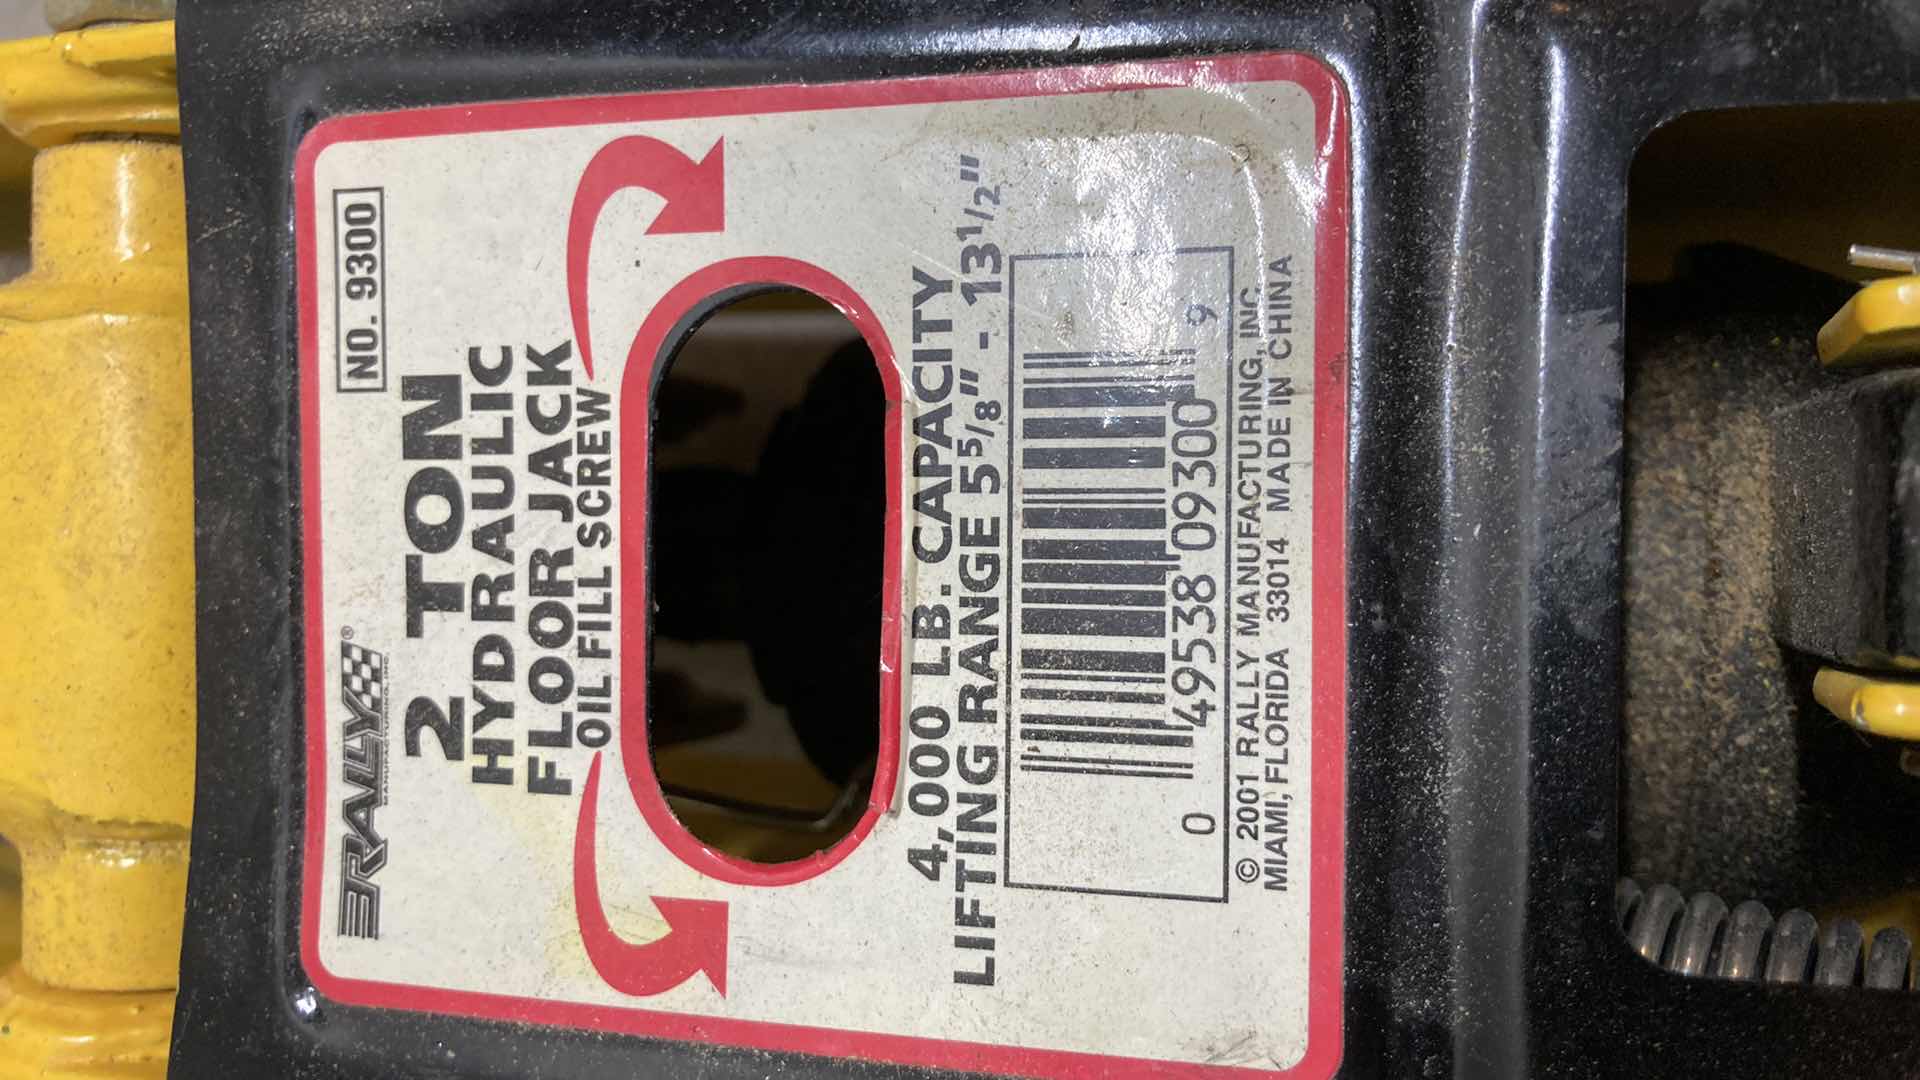 RALLY®
MANUFACTURING, INC.
NO. 9300
2 TON
HYDRAULIC
FLOOR JACK
OIL FILL SCREW
4,000 LB. CAPACITY
LIFTING RANGE 5 5/8" - 13 1/2"
0 49538 09300 9
© 2001 RALLY MANUFACTURING, INC.
MIAMI, FLORIDA 33014 MADE IN CHINA